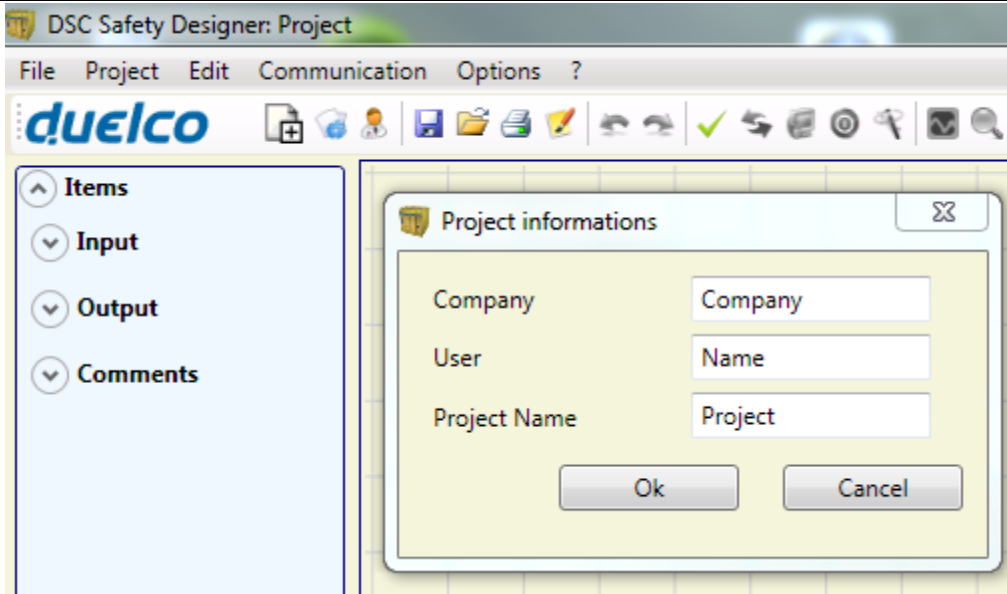 DSC Safety Designer: Project
File Project Edit Communication Options ?
duelco
Items
Input
Output
Comments
Project informations
Company Company
User Name
Project Name Project
Ok Cancel